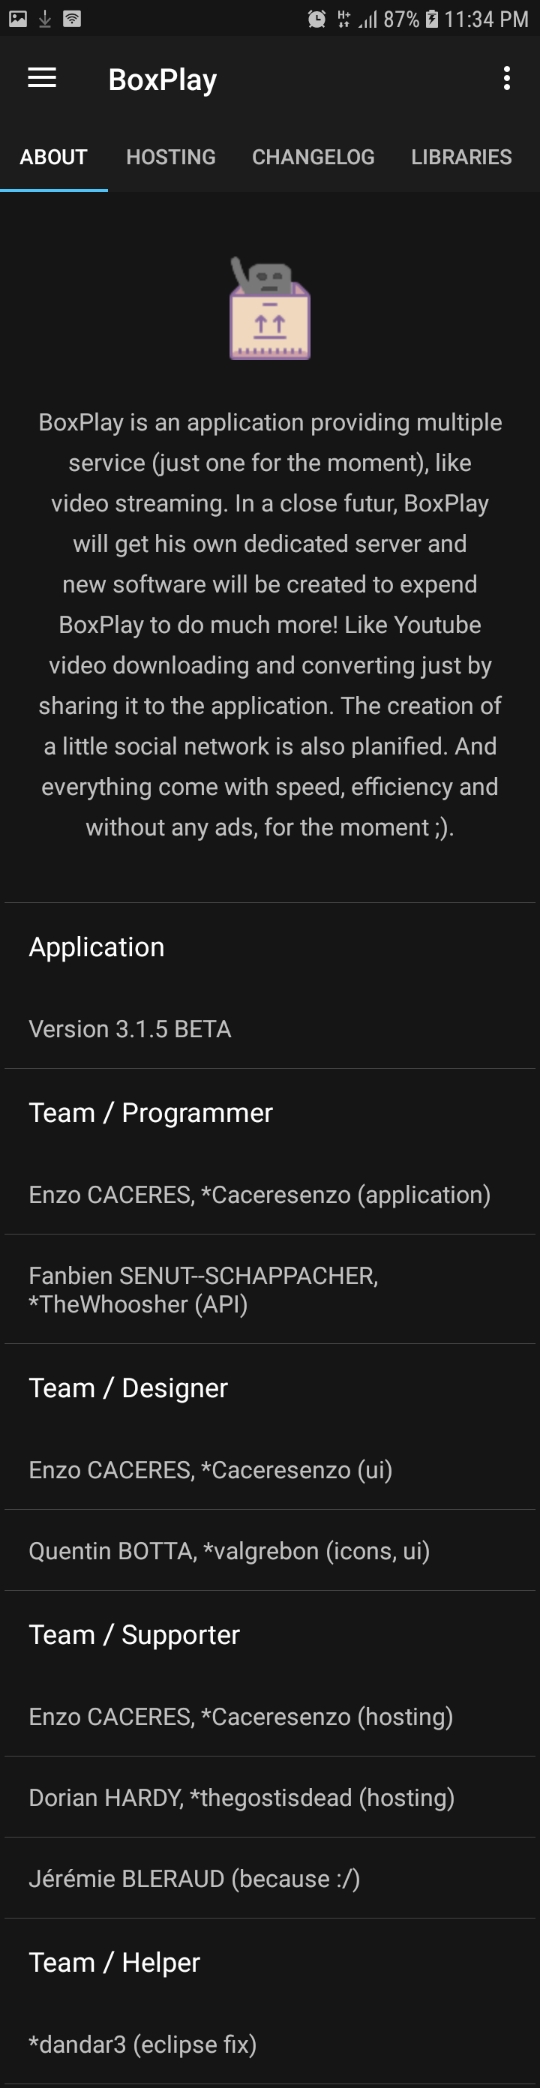 H+ 87% 11:34 PM
BoxPlay
ABOUT HOSTING CHANGELOG LIBRARIES
BoxPlay is an application providing multiple
service (just one for the moment), like
video streaming. In a close futur, BoxPlay
will get his own dedicated server and
new software will be created to expend
BoxPlay to do much more! Like Youtube
video downloading and converting just by
sharing it to the application. The creation of
a little social network is also planified. And
everything come with speed, efficiency and
without any ads, for the moment ;).
Application
Version 3.1.5 BETA
Team / Programmer
Enzo CACERES, *Caceresenzo (application)
Fanbien SENUT--SCHAPPACHER,
*TheWhoosher (API)
Team / Designer
Enzo CACERES, *Caceresenzo (ui)
Quentin BOTTA, *valgrebon (icons, ui)
Team / Supporter
Enzo CACERES, *Caceresenzo (hosting)
Dorian HARDY, *thegostisdead (hosting)
Jérémie BLERAUD (because :/)
Team / Helper
*dandar3 (eclipse fix)